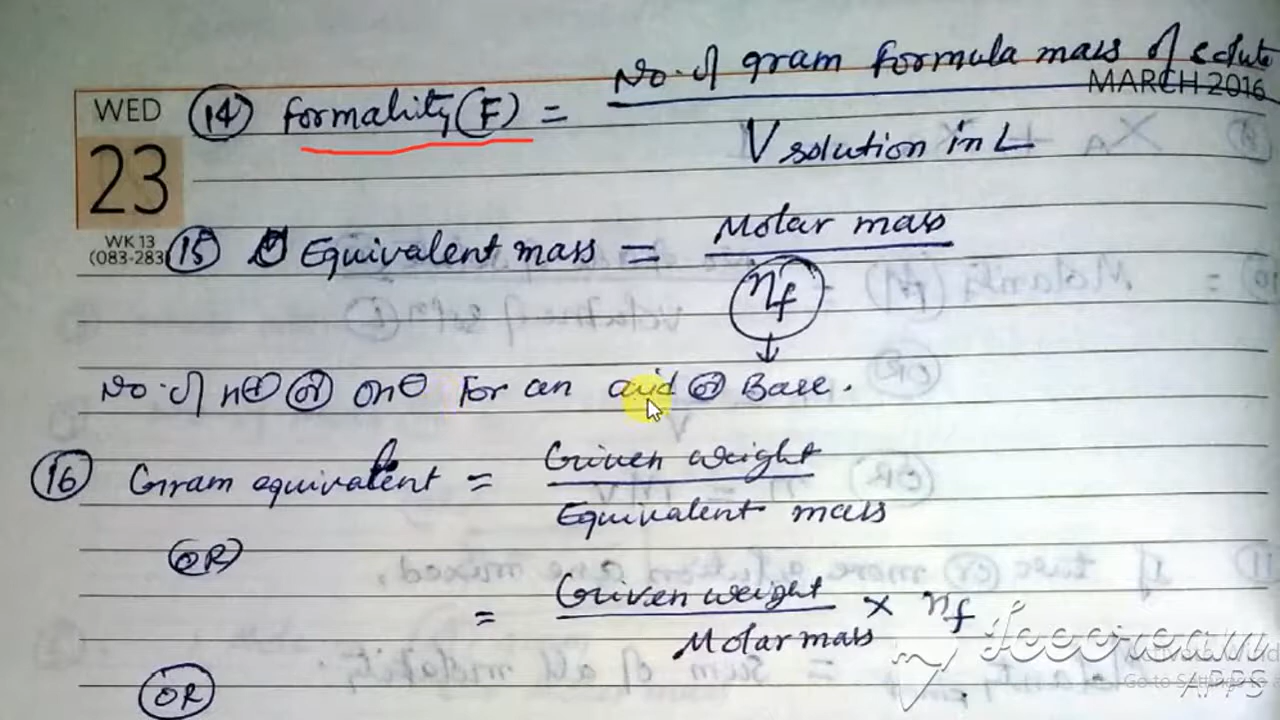 No. of gram formula mass of solute
MARCH 2016
WED
(14) Formality (F) =
V solution in L
23
WK 13
(083-283
Molar mass
(15) Equivalent mass =
nf
No. of H⊕ (or) OH⊖ For an acid (or) Base.
(16) Gram equivalent = Given weight
Equivalent mass
(OR)
= Given weight × nf
Molar mass
(OR)
APPS